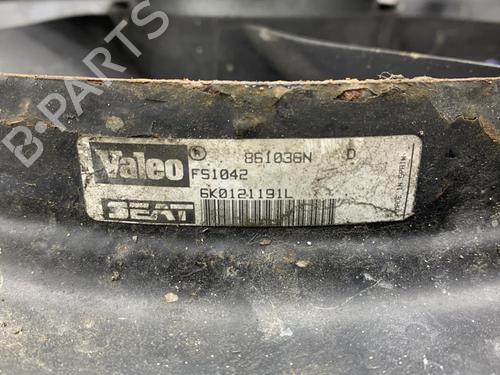 Valeo R 861036N D
FS1042
6K0121191L
SEAT
MADE IN SPAIN
B-PARTS